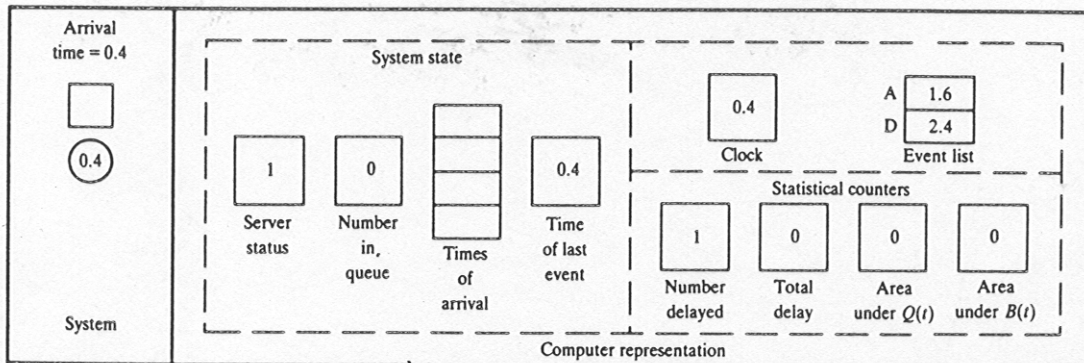 Arrival
time = 0.4
0.4
System
System state
1
Server
status
0
Number
in,
queue
Times
of
arrival
0.4
Time
of last
event
0.4
Clock
A 1.6
D 2.4
Event list
Statistical counters
1
Number
delayed
0
Total
delay
0
Area
under Q(t)
0
Area
under B(t)
Computer representation